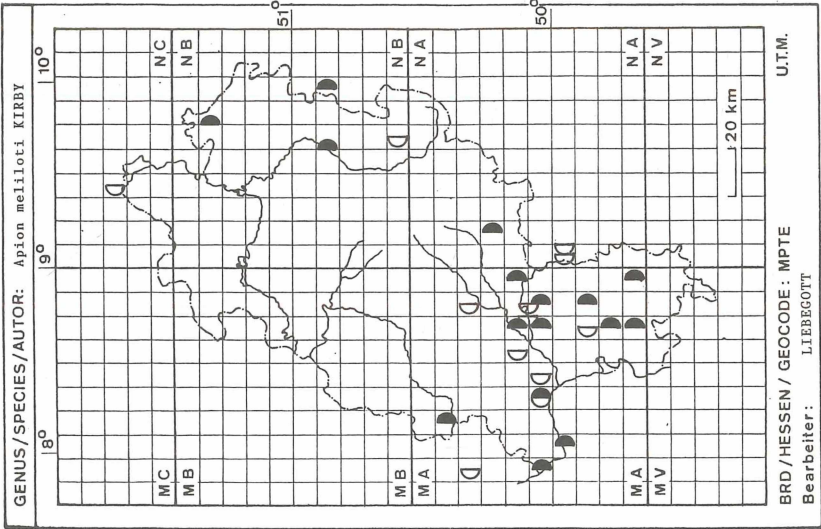 GENUS/SPECIES/AUTOR: Apion meliloti KIRBY
8° 9° 10°
MC NC
MB NB
51°
MB NB
MA NA
50°
MA NA
MV NV
20 km
BRD/HESSEN/GEOCODE: MPTE U.T.M.
Bearbeiter: LIEBEGOTT